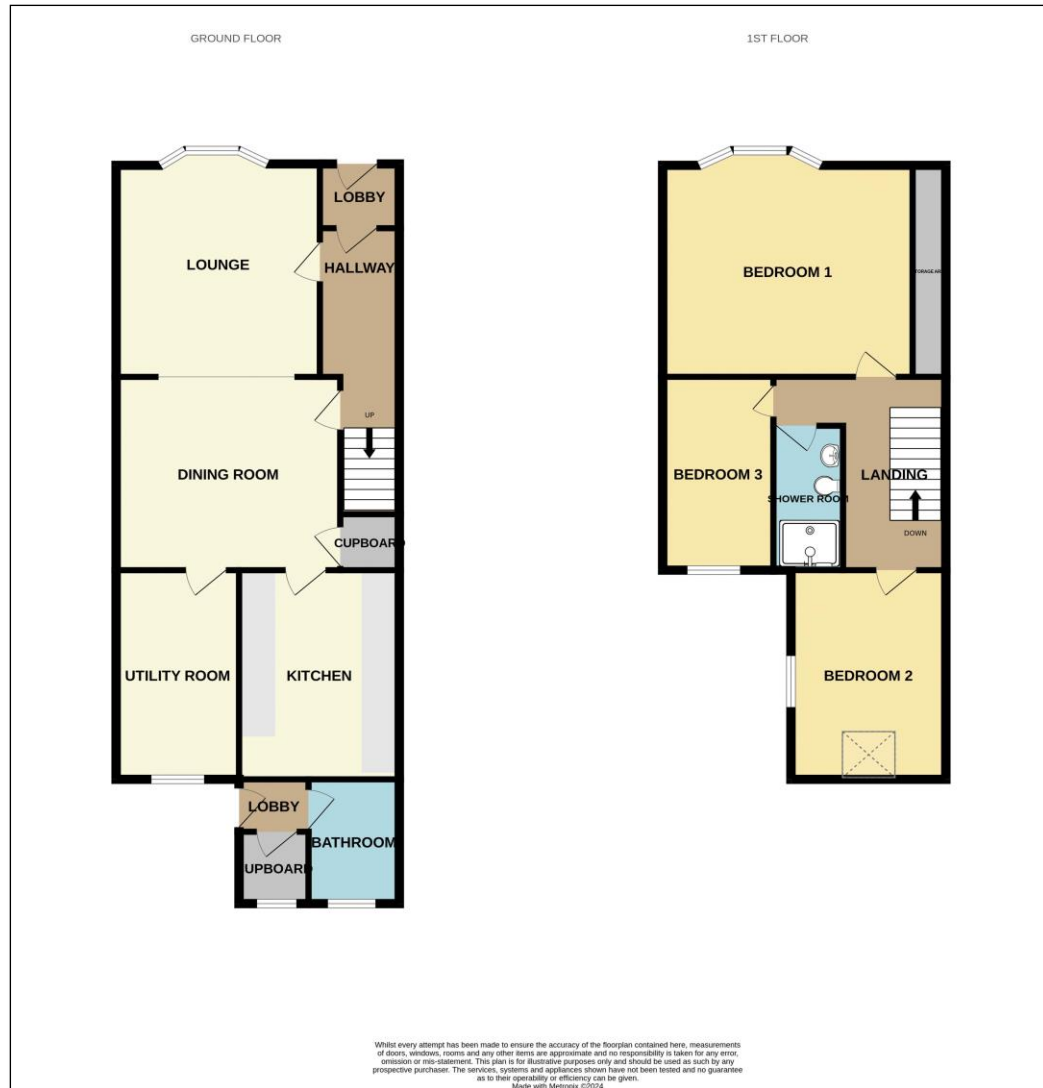 GROUND FLOOR
1ST FLOOR
LOBBY
LOUNGE
HALLWAY
UP
DINING ROOM
CUPBOARD
UTILITY ROOM
KITCHEN
LOBBY
BATHROOM
UPBOARD
BEDROOM 1
TORAGE AR
BEDROOM 3
LANDING
SHOWER ROOM
DOWN
BEDROOM 2
Whilst every attempt has been made to ensure the accuracy of the floorplan contained here, measurements
of doors, windows, rooms and any other items are approximate and no responsibility is taken for any error,
omission or mis-statement. This plan is for illustrative purposes only and should be used as such by any
prospective purchaser. The services, systems and appliances shown have not been tested and no guarantee
as to their operability or efficiency can be given.
Made with Metropix ©2024